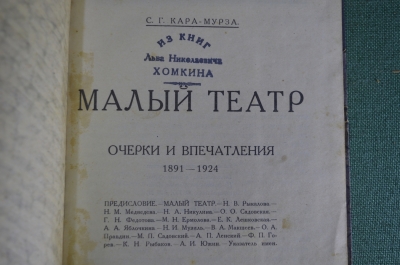 С. Г. КАРА-МУРЗА.
ИЗ КНИГ
Льва Николаевича
ХОМКИНА
МАЛЫЙ ТЕАТР
ОЧЕРКИ И ВПЕЧАТЛЕНИЯ
1891—1924
ПРЕДИСЛОВИЕ.—МАЛЫЙ ТЕАТР.—Н. В. Рыкалова.—
Н. М. Медведева.—Н. А. Никулина.—О. О. Садовская.—
Г. Н. Федотова.—М. Н. Ермолова.—Е. К. Лешковская.—
А. А. Яблочкина.—Н. И. Музиль.—В. А. Макшеев.—О. А.
Правдин.—М. П. Садовский.—А. П. Ленский.—Ф. П. Го-
рев.—К. Н. Рыбаков.—А. И. Южин.—Указатель имен.